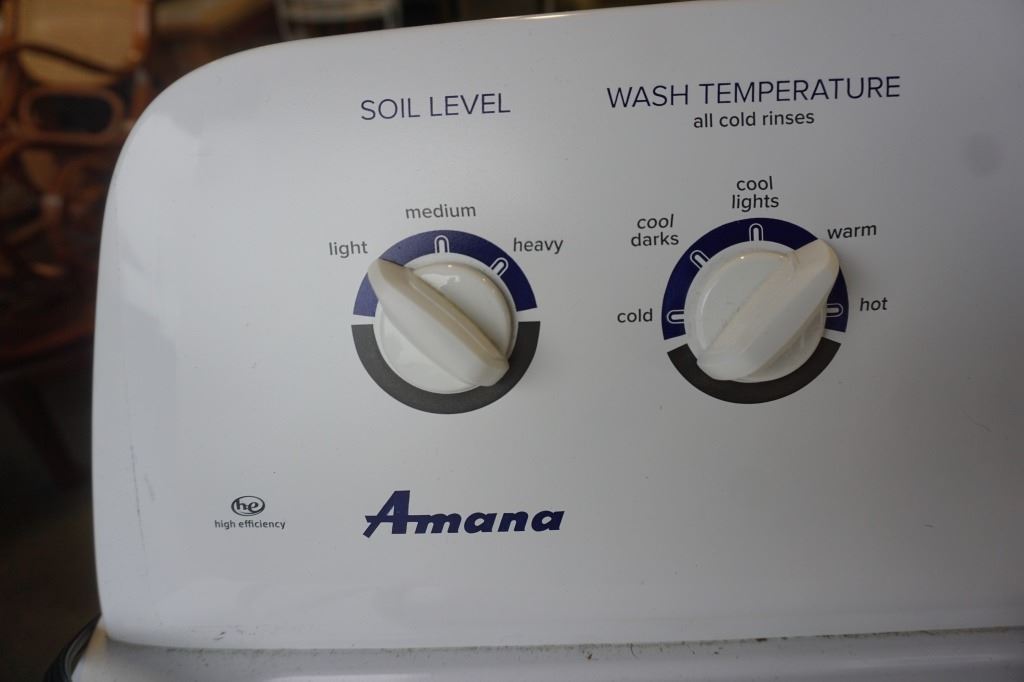 SOIL LEVEL
light
medium
heavy
WASH TEMPERATURE
all cold rinses
cold
cool
darks
cool
lights
warm
hot
he
high efficiency
Amana